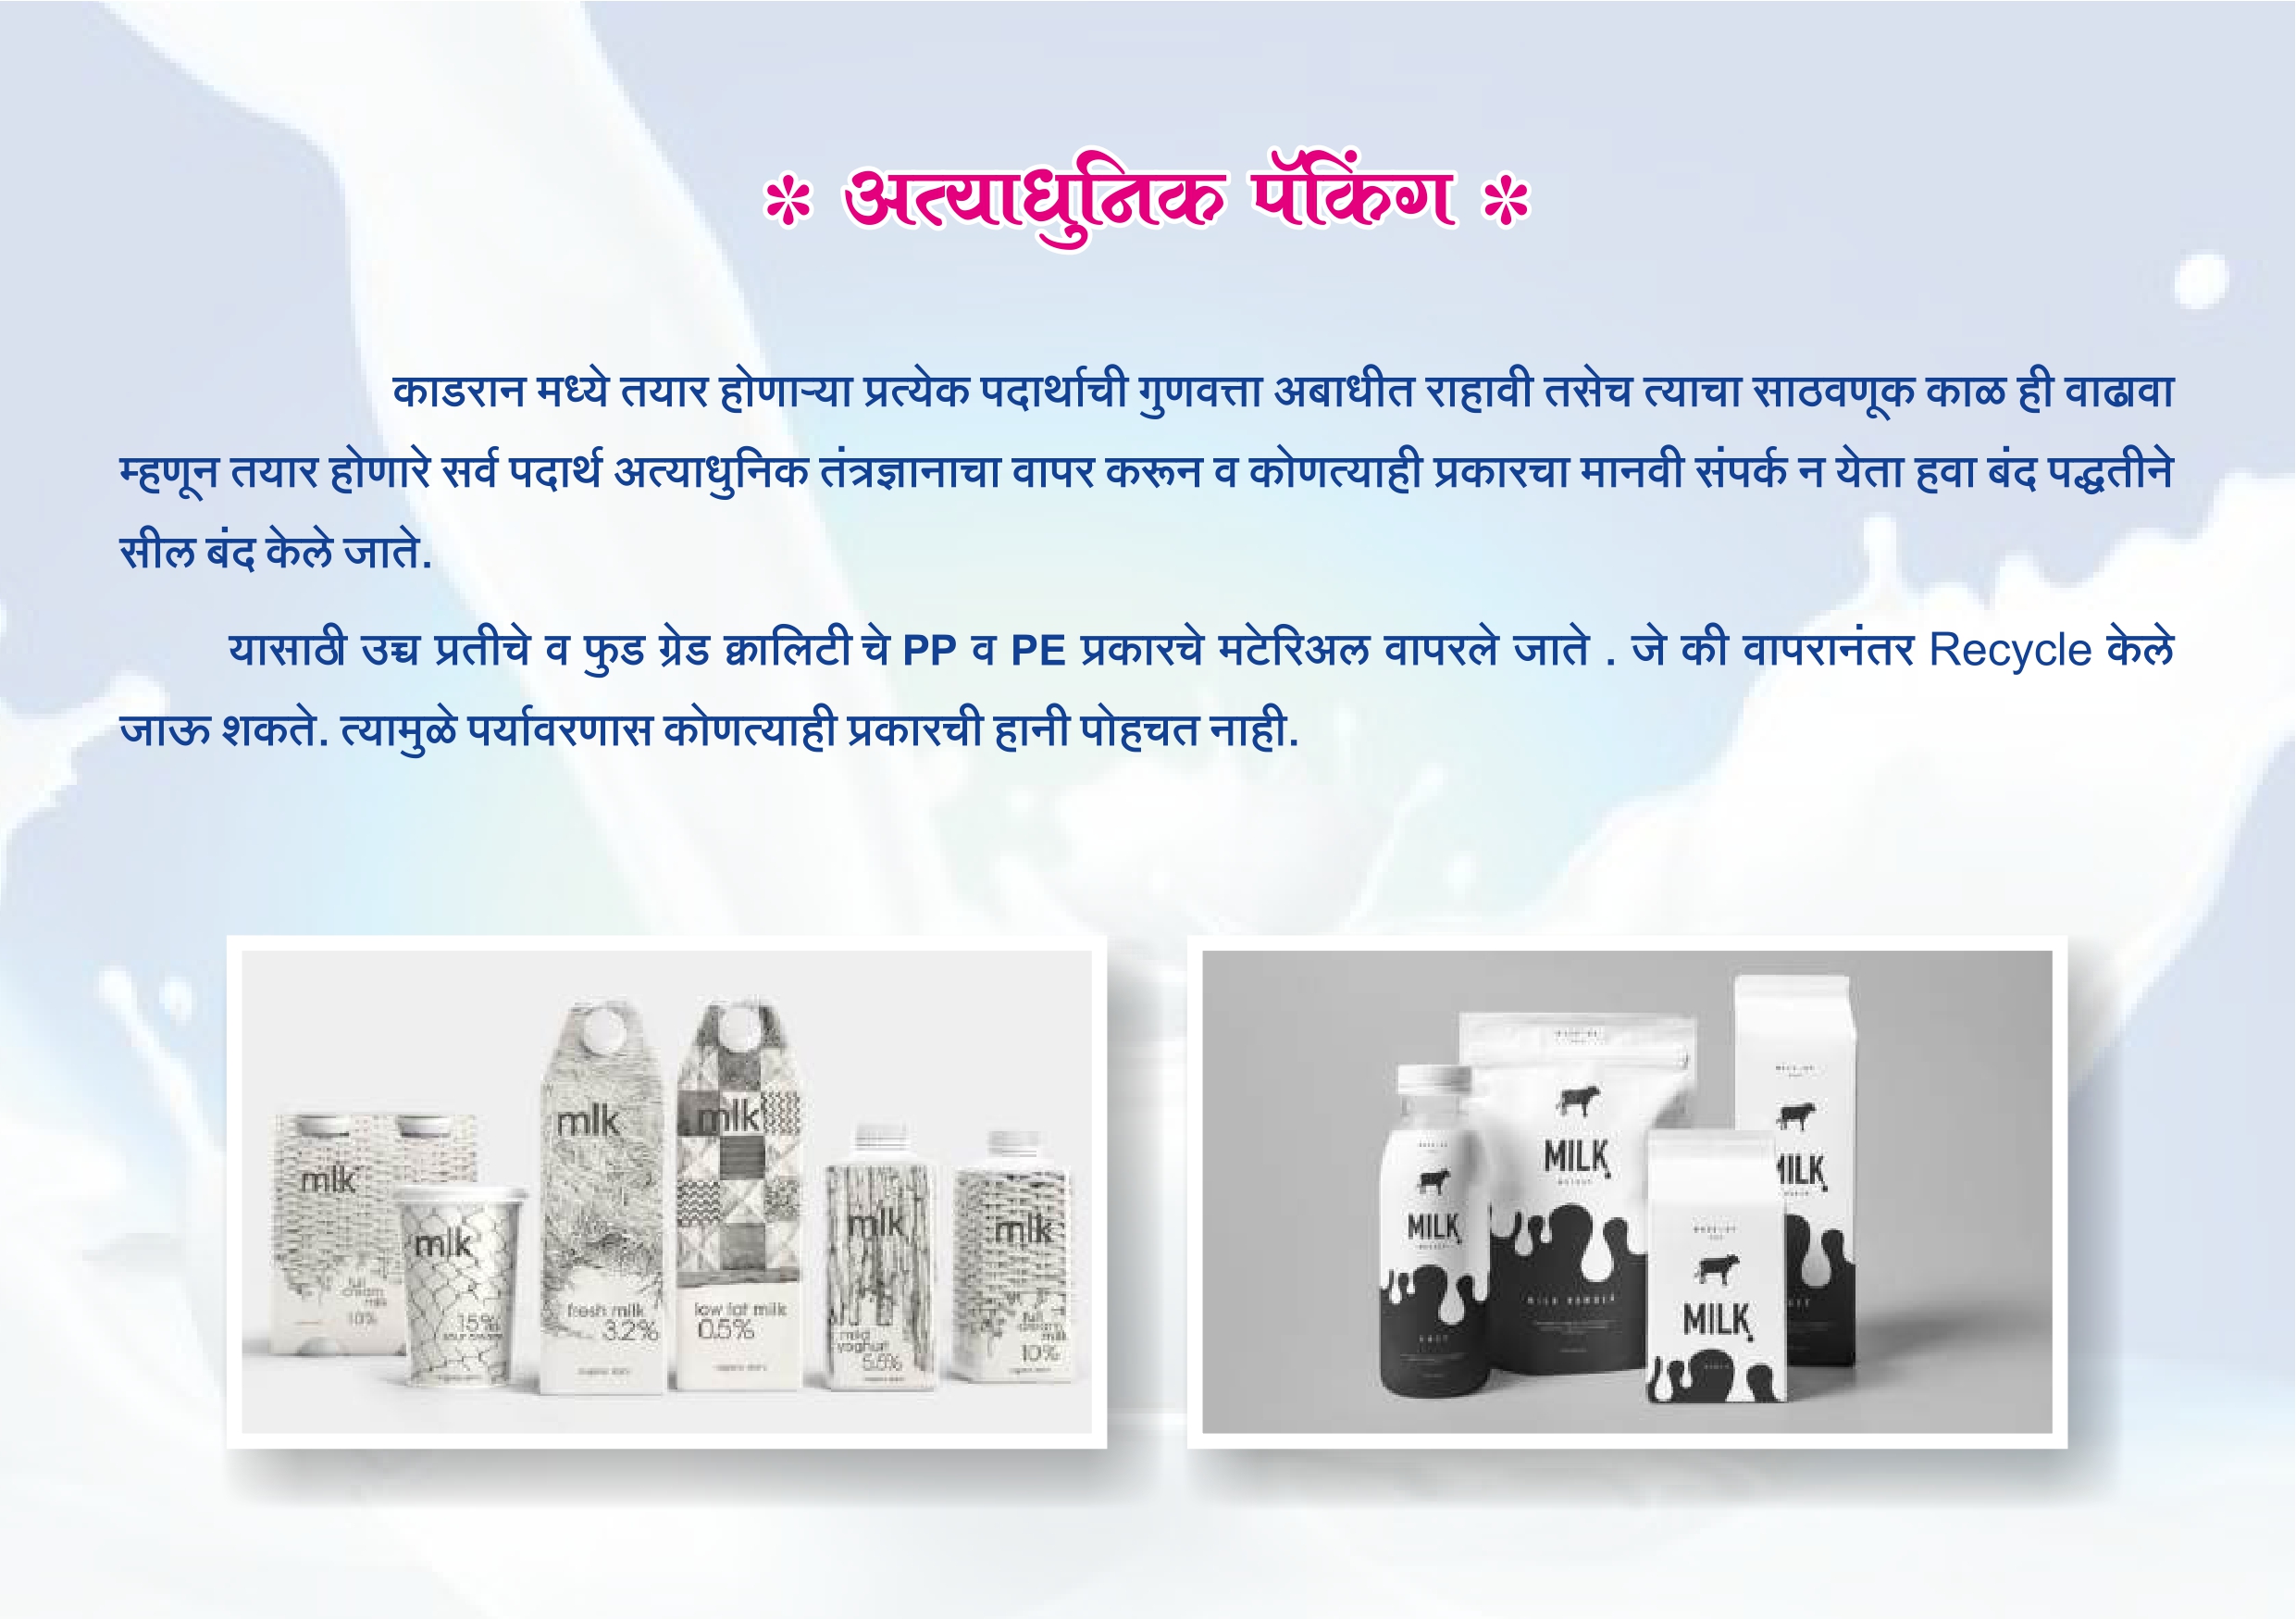 * अत्याधुनिक पॅकिंग *
काडरान मध्ये तयार होणाऱ्या प्रत्येक पदार्थाची गुणवत्ता अबाधीत राहावी तसेच त्याचा साठवणूक काळ ही वाढावा
म्हणून तयार होणारे सर्व पदार्थ अत्याधुनिक तंत्रज्ञानाचा वापर करून व कोणत्याही प्रकारचा मानवी संपर्क न येता हवा बंद पद्धतीने
सील बंद केले जाते.
यासाठी उच्च प्रतीचे व फुड ग्रेड क्वालिटी चे PP व PE प्रकारचे मटेरिअल वापरले जाते . जे की वापरानंतर Recycle केले
जाऊ शकते. त्यामुळे पर्यावरणास कोणत्याही प्रकारची हानी पोहचत नाही.
mlk
full
cream
milk
10%
mlk
15%
sour cream
mlk
fresh milk
3.2%
mlk
low fat milk
0.5%
mlk
mild
yoghurt
5.5%
mlk
full
cream
milk
10%
MILK
MILK
MILK POWDER
MILK
MILK